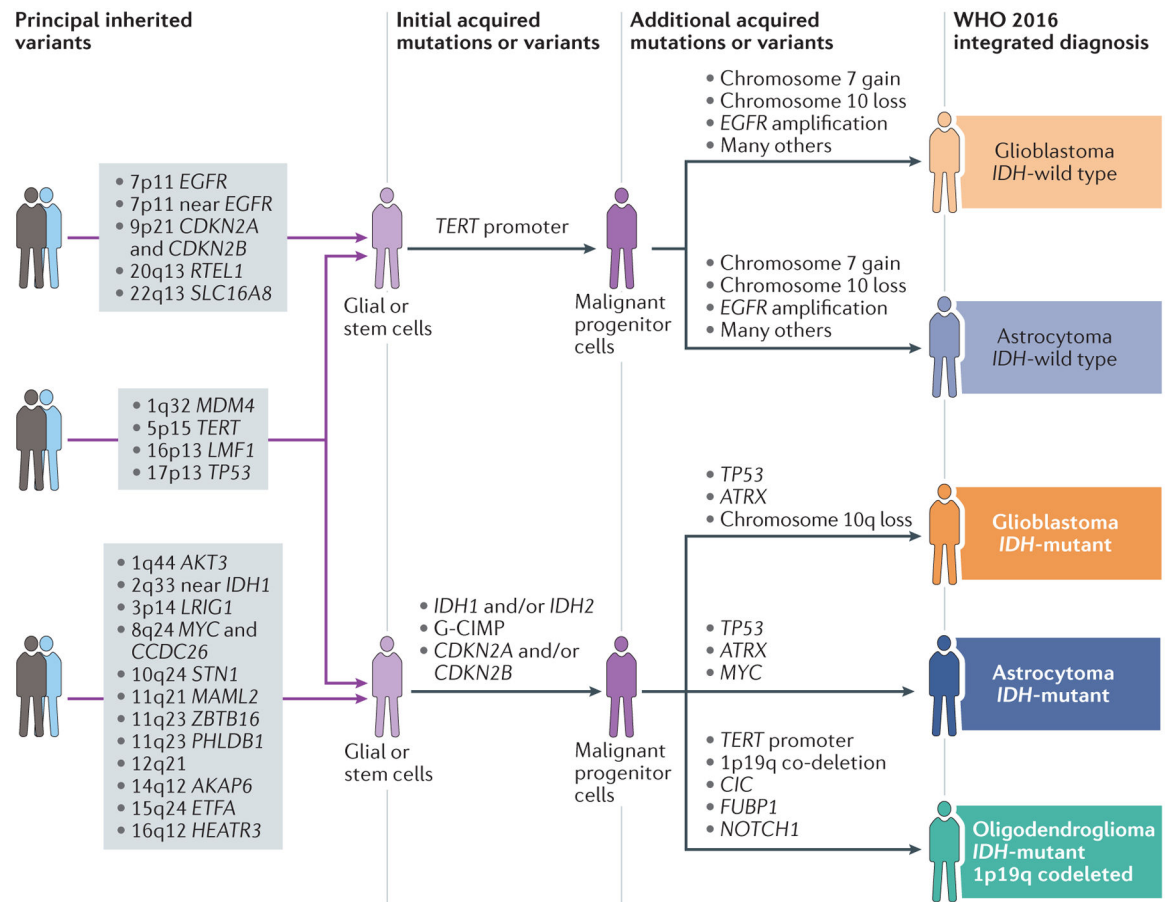 Principal inherited
variants
Initial acquired
mutations or variants
Additional acquired
mutations or variants
WHO 2016
integrated diagnosis
• 7p11 EGFR
• 7p11 near EGFR
• 9p21 CDKN2A
and CDKN2B
• 20q13 RTEL1
• 22q13 SLC16A8
Glial or
stem cells
TERT promoter
Malignant
progenitor
cells
• Chromosome 7 gain
• Chromosome 10 loss
• EGFR amplification
• Many others
Glioblastoma
IDH-wild type
• Chromosome 7 gain
• Chromosome 10 loss
• EGFR amplification
• Many others
Astrocytoma
IDH-wild type
• 1q32 MDM4
• 5p15 TERT
• 16p13 LMF1
• 17p13 TP53
• 1q44 AKT3
• 2q33 near IDH1
• 3p14 LRIG1
• 8q24 MYC and
CCDC26
• 10q24 STN1
• 11q21 MAML2
• 11q23 ZBTB16
• 11q23 PHLDB1
• 12q21
• 14q12 AKAP6
• 15q24 ETFA
• 16q12 HEATR3
Glial or
stem cells
• IDH1 and/or IDH2
• G-CIMP
• CDKN2A and/or
CDKN2B
Malignant
progenitor
cells
• TP53
• ATRX
• Chromosome 10q loss
Glioblastoma
IDH-mutant
• TP53
• ATRX
• MYC
Astrocytoma
IDH-mutant
• TERT promoter
• 1p19q co-deletion
• CIC
• FUBP1
• NOTCH1
Oligodendroglioma
IDH-mutant
1p19q codeleted